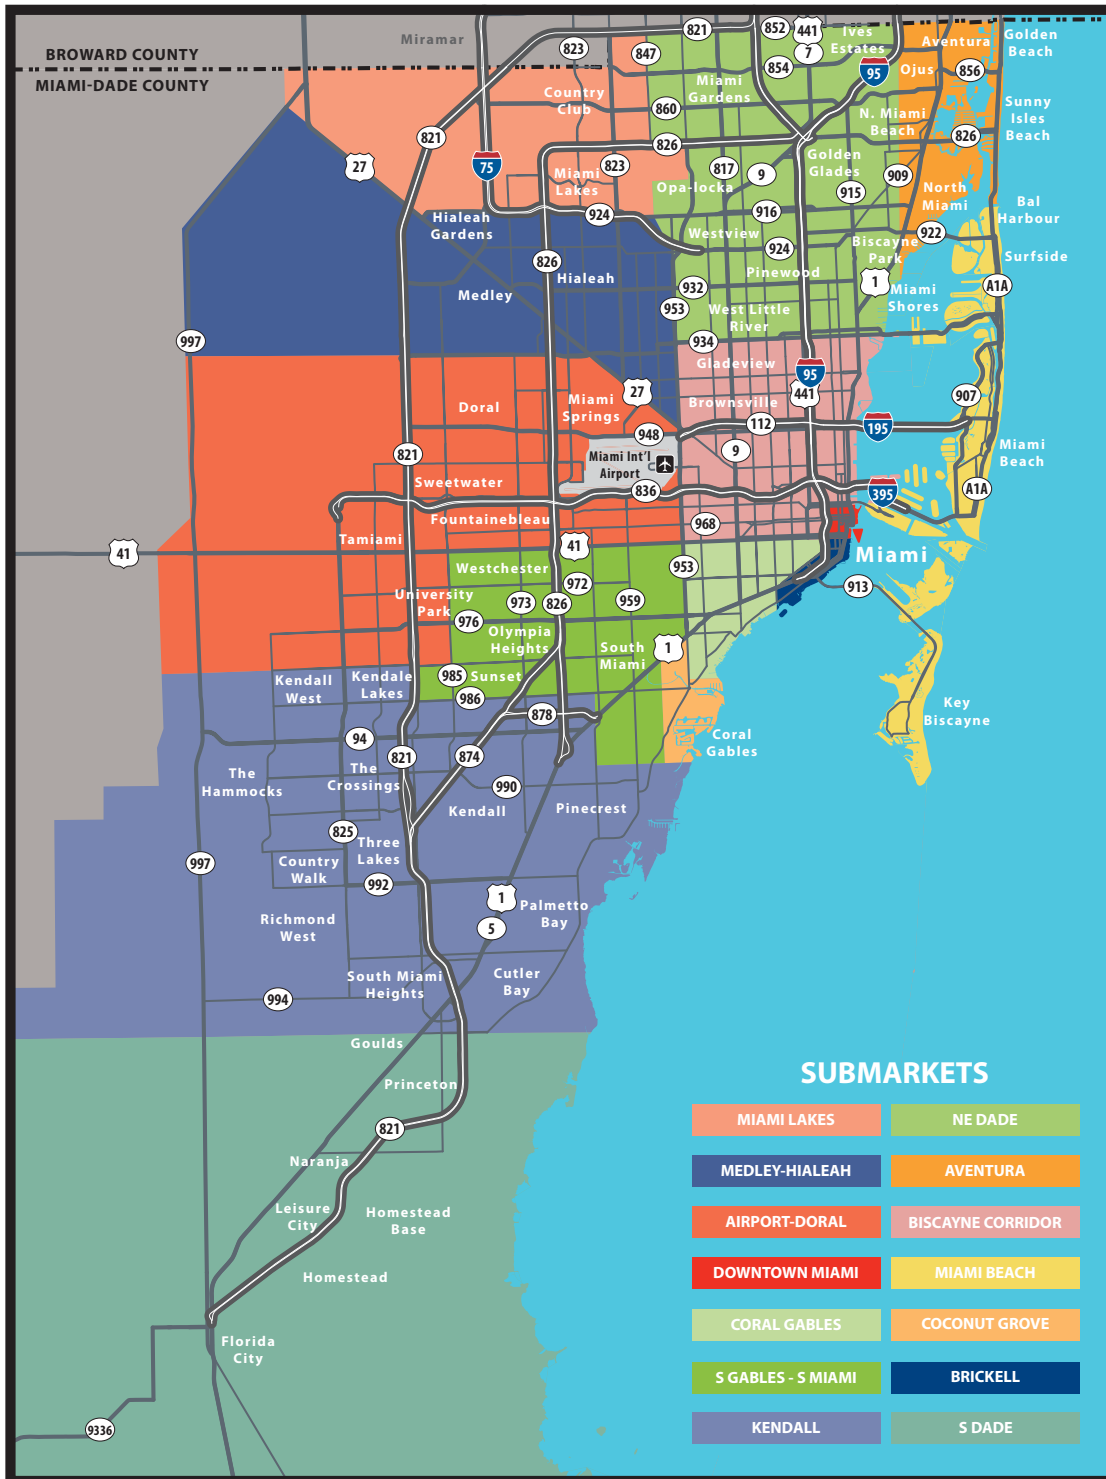 BROWARD COUNTY
MIAMI-DADE COUNTY
Miramar
821
852
441
7
Ives
Estates
Aventura
Golden
Beach
823
847
854
95
Ojus
856
Country
Club
Miami
Gardens
860
N. Miami
Beach
Sunny
Isles
Beach
826
821
27
75
826
823
Miami
Lakes
817
9
Golden
Glades
909
915
Opa-locka
North
Miami
Bal
Harbour
Hialeah
Gardens
924
916
Westview
924
Biscayne
Park
922
Surfside
826
Hialeah
Pinewood
1
Miami
Shores
A1A
Medley
932
953
West Little
River
997
934
Gladeview
95
441
27
Doral
Miami
Springs
Brownsville
907
948
112
195
Miami
Beach
821
Miami Int'l
Airport
9
Sweetwater
836
395
A1A
Fountainebleau
968
Tamiami
41
41
Miami
Westchester
972
953
913
University
Park
973
826
959
976
Olympia
Heights
South
Miami
1
Kendall
West
Kendale
Lakes
985
Sunset
986
878
Key
Biscayne
94
821
874
Coral
Gables
The
Hammocks
The
Crossings
990
Kendall
Pinecrest
825
Three
Lakes
997
Country
Walk
992
1
5
Palmetto
Bay
Richmond
West
South Miami
Heights
Cutler
Bay
994
Goulds
Princeton
821
Naranja
Leisure
City
Homestead
Base
Homestead
Florida
City
9336
SUBMARKETS
MIAMI LAKES
NE DADE
MEDLEY-HIALEAH
AVENTURA
AIRPORT-DORAL
BISCAYNE CORRIDOR
DOWNTOWN MIAMI
MIAMI BEACH
CORAL GABLES
COCONUT GROVE
S GABLES - S MIAMI
BRICKELL
KENDALL
S DADE